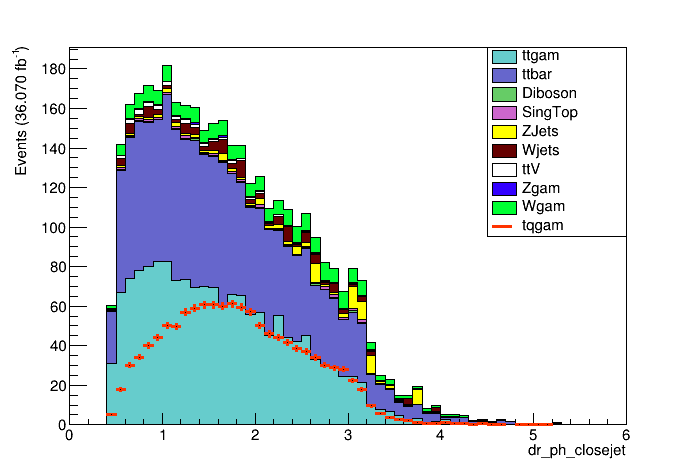 Events (36.070 fb⁻¹)
180
160
140
120
100
80
60
40
20
0
ttgam
ttbar
Diboson
SingTop
ZJets
Wjets
ttV
Zgam
Wgam
tqgam
0 1 2 3 4 5 6
dr_ph_closejet